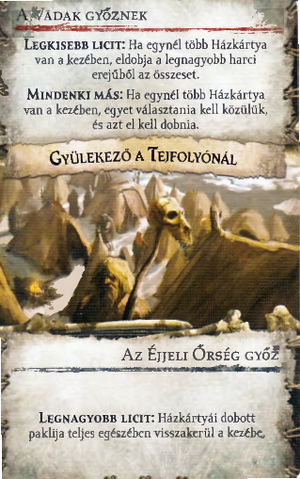 A Vadak győznek
Legkisebb licit: Ha egynél több Házkártya
van a kezében, eldobja a legnagyobb harci
erejűből az összeset.
Mindenki más: Ha egynél több Házkártya
van a kezében, egyet választania kell közülük,
és azt el kell dobnia.
Gyülekező a Tejfolyónál
Az Éjjeli Őrség győz
Legnagyobb licit: Házkártyái dobott
paklija teljes egészében visszakerül a kezébe.